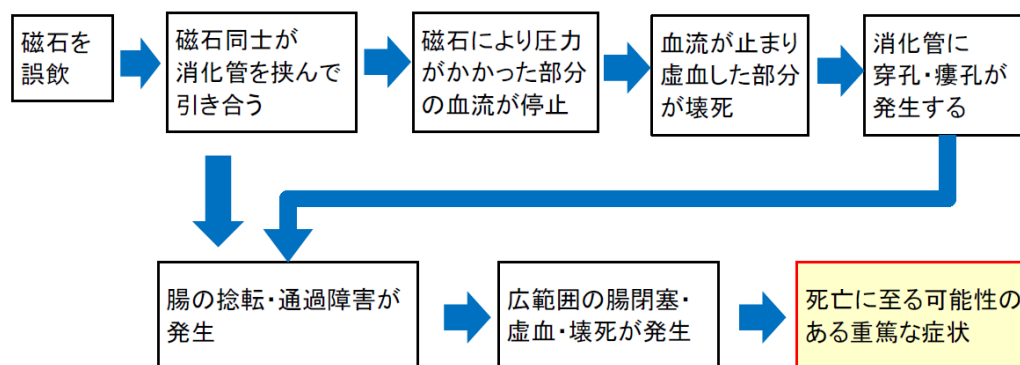 磁石を
誤飲
磁石同士が
消化管を挟んで
引き合う
磁石により圧力
がかかった部分
の血流が停止
血流が止まり
虚血した部分
が壊死
消化管に
穿孔・瘻孔が
発生する
腸の捻転・通過障害が
発生
広範囲の腸閉塞・
虚血・壊死が発生
死亡に至る可能性の
ある重篤な症状